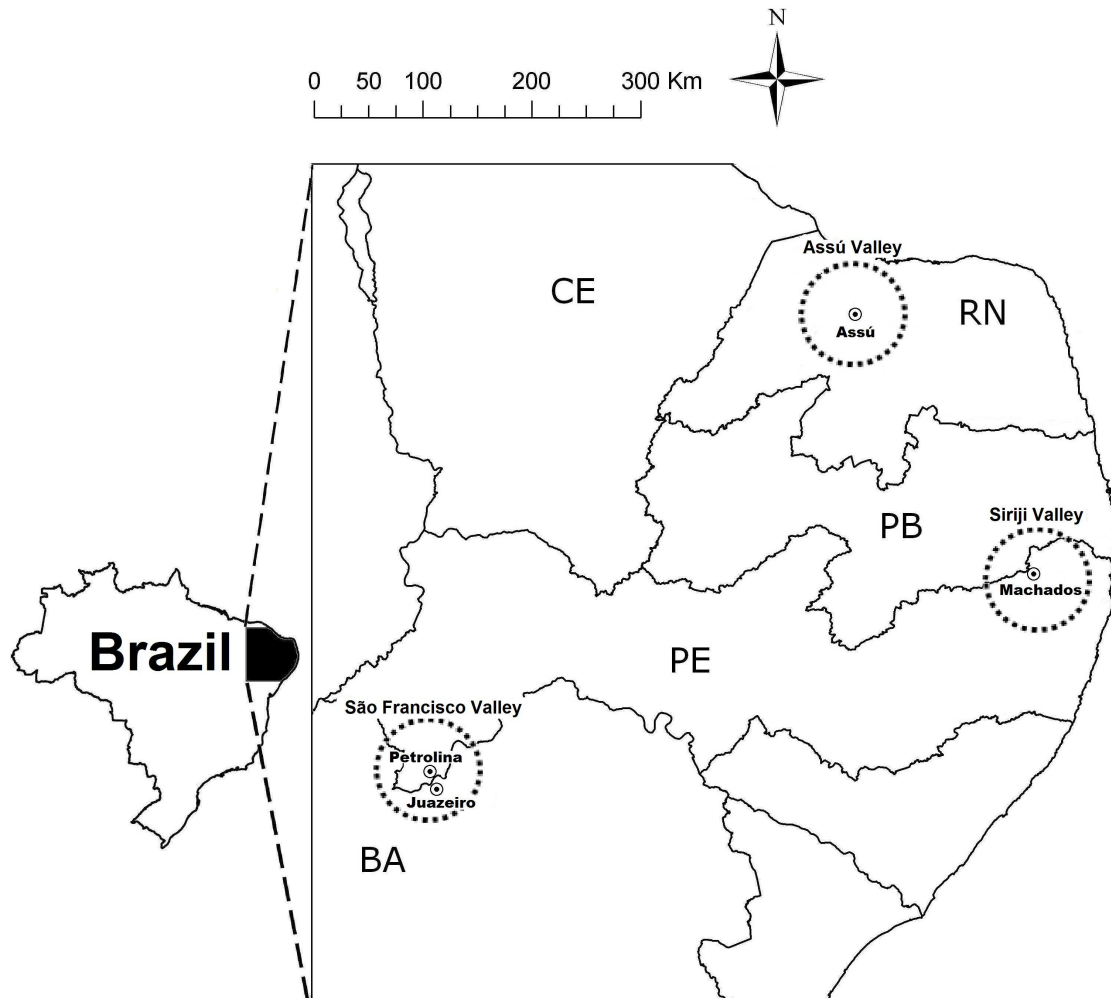 N
0 50 100 200 300 Km
Assú Valley
CE
RN
Assú
PB
Siriji Valley
Machados
Brazil
PE
São Francisco Valley
Petrolina
Juazeiro
BA